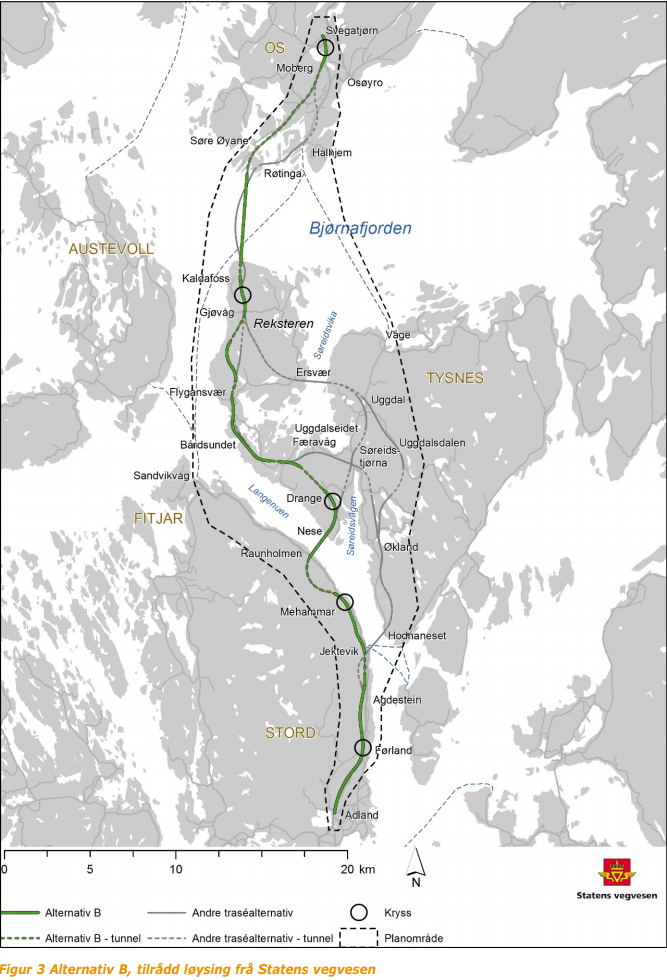 Svegatjørn
OS
Moberg
Osøyro
Søre Øyane
Halhjem
Røtinga
Bjørnafjorden
AUSTEVOLL
Kaldafoss
Gjøvåg
Reksteren
Søreidsvika
Våge
Ersvær
TYSNES
Flygansvær
Uggdal
Uggdalseidet
Færavåg
Uggdalsdalen
Bårdsundet
Søreids-
tjørna
Sandvikvåg
Langenuen
Drange
Søreidsvågen
FITJAR
Nese
Økland
Raunholmen
Mehammar
Hodnaneset
Jektevik
Agdestein
STORD
Førland
Ådland
0 5 10 20 km
N
Statens vegvesen
Alternativ B Andre traséalternativ Kryss
Alternativ B - tunnel Andre traséalternativ - tunnel Planområde
Figur 3 Alternativ B, tilrådd løysing frå Statens vegvesen